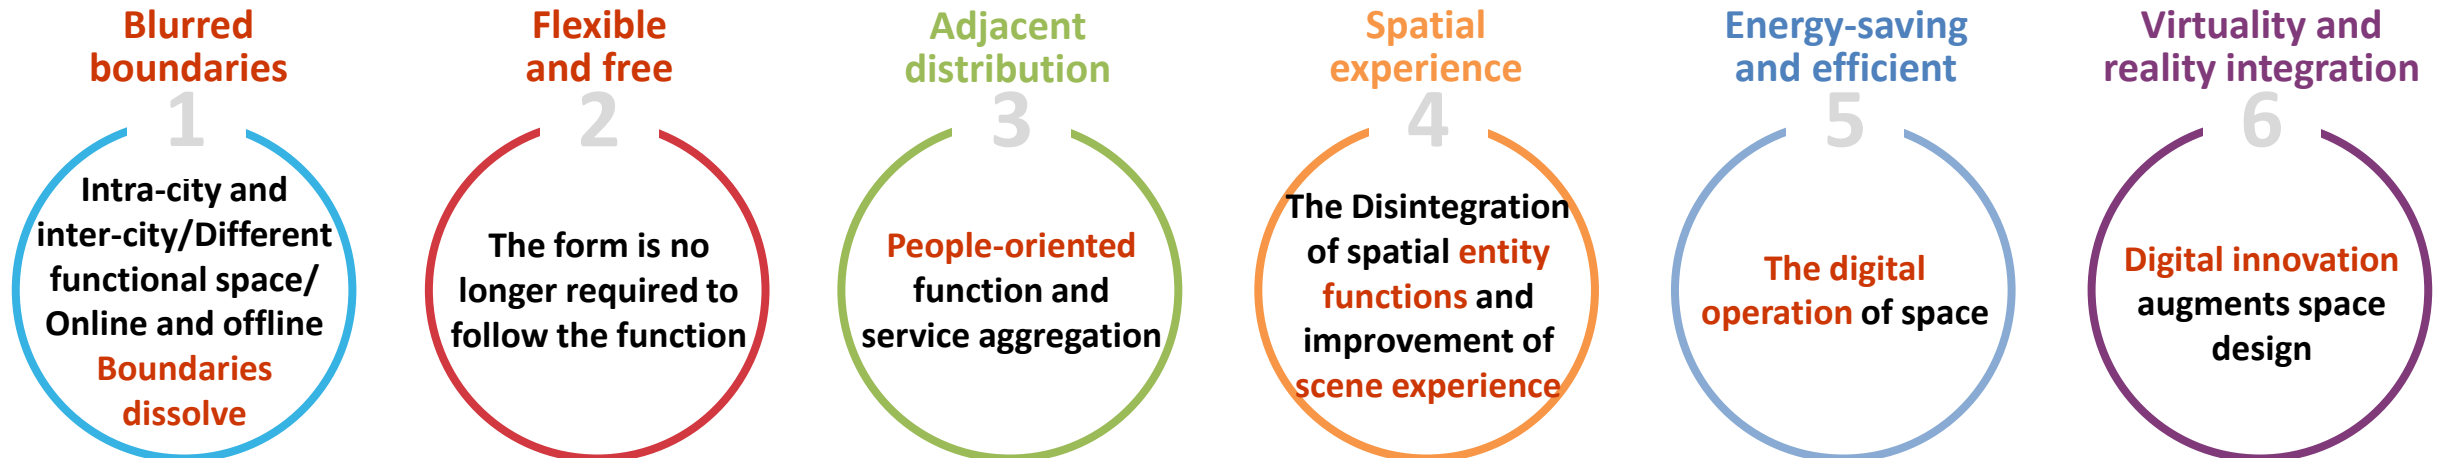 Blurred
boundaries
1
Intra-city and
inter-city/Different
functional space/
Online and offline
Boundaries
dissolve
Flexible
and free
2
The form is no
longer required to
follow the function
Adjacent
distribution
3
People-oriented
function and
service aggregation
Spatial
experience
4
The Disintegration
of spatial entity
functions and
improvement of
scene experience
Energy-saving
and efficient
5
The digital
operation of space
Virtuality and
reality integration
6
Digital innovation
augments space
design